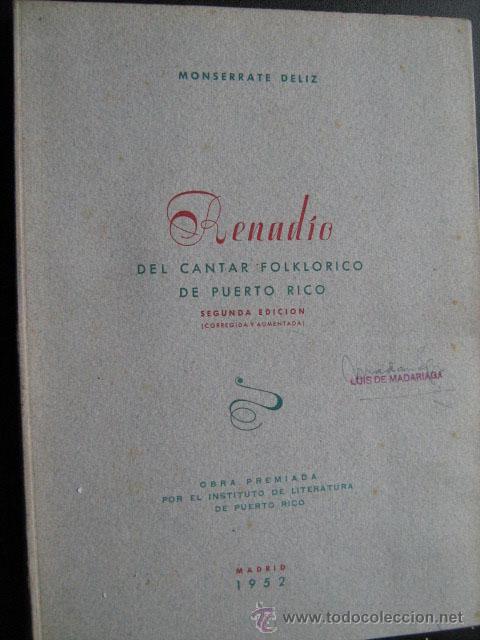 MONSERRATE DELIZ
Renadío
DEL CANTAR FOLKLORICO
DE PUERTO RICO
SEGUNDA EDICION
(CORREGIDA Y AUMENTADA)
LUIS DE MADARIAGA
OBRA PREMIADA
POR EL INSTITUTO DE LITERATURA
DE PUERTO RICO
MADRID
1952
www.todocoleccion.net